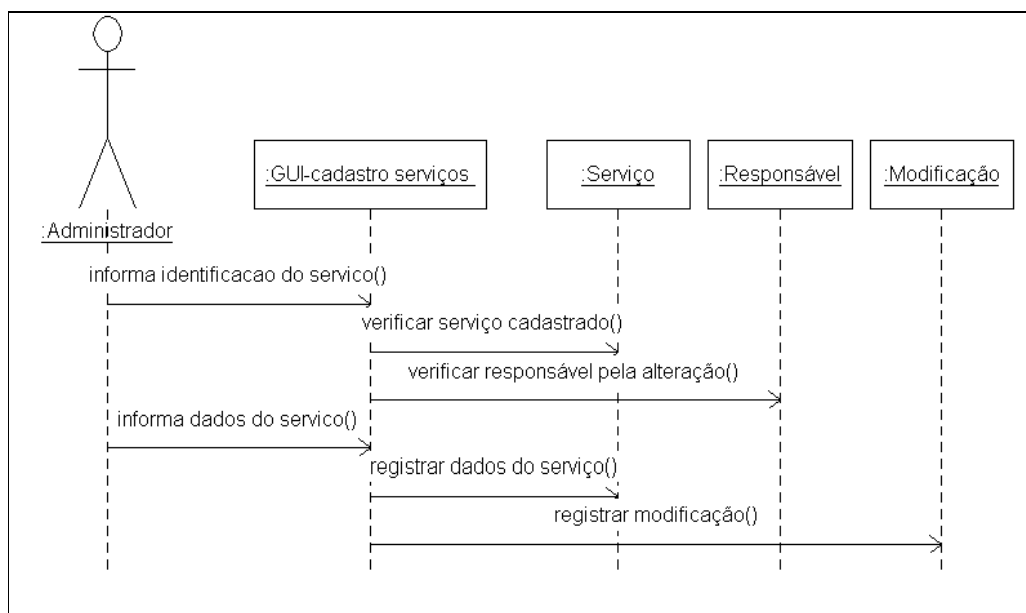 :GUI-cadastro serviços
:Serviço
:Responsável
:Modificação
:Administrador
informa identificacao do servico()
verificar serviço cadastrado()
verificar responsável pela alteração()
informa dados do servico()
registrar dados do serviço()
registrar modificação()